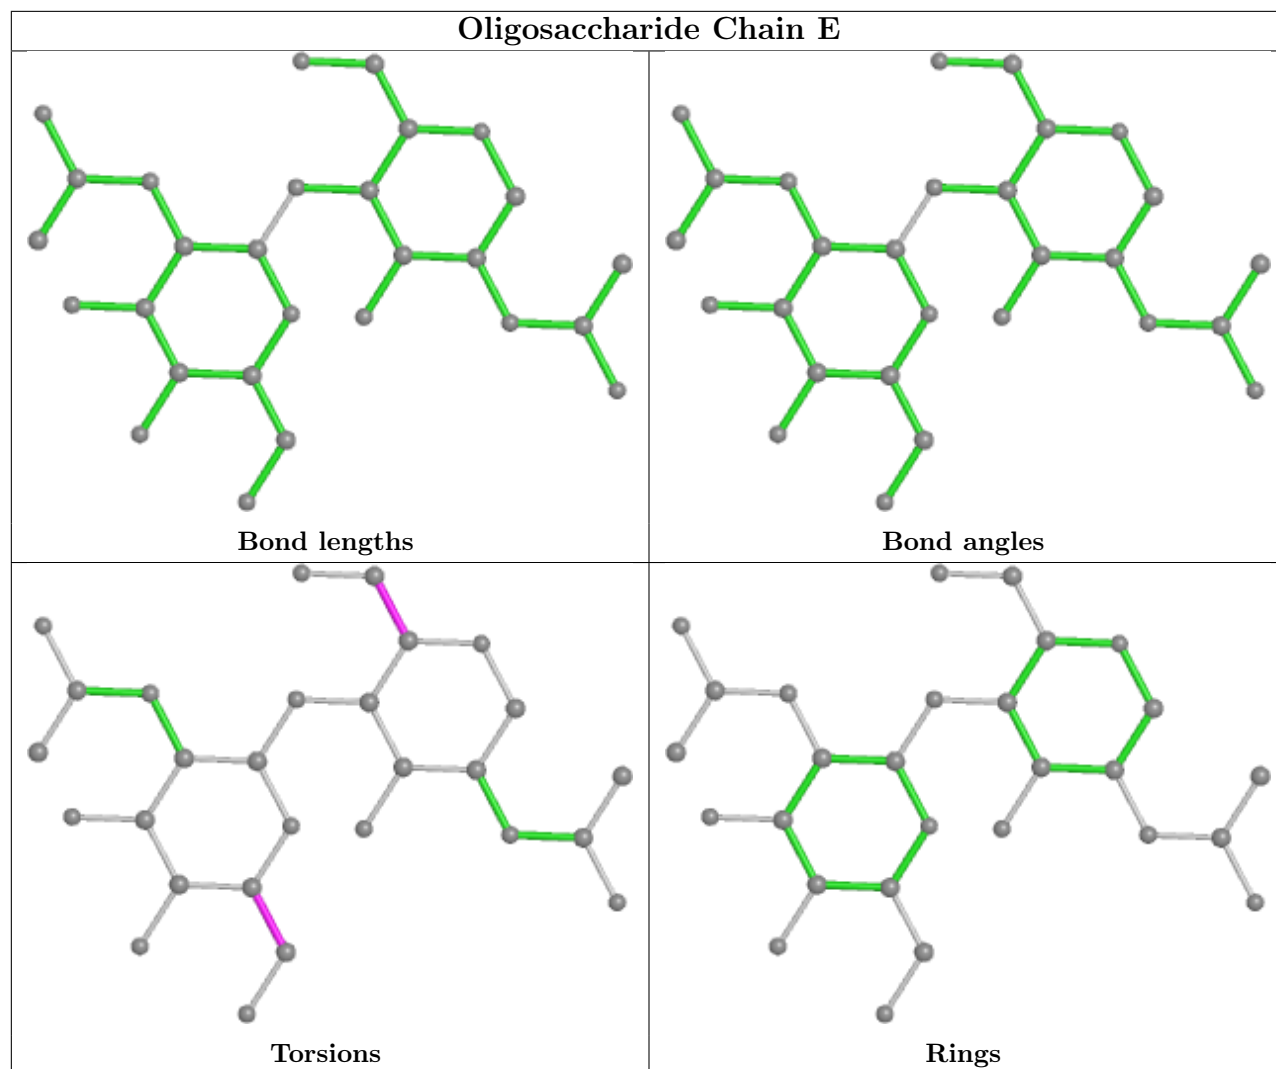 Oligosaccharide Chain E
Bond lengths
Bond angles
Torsions
Rings